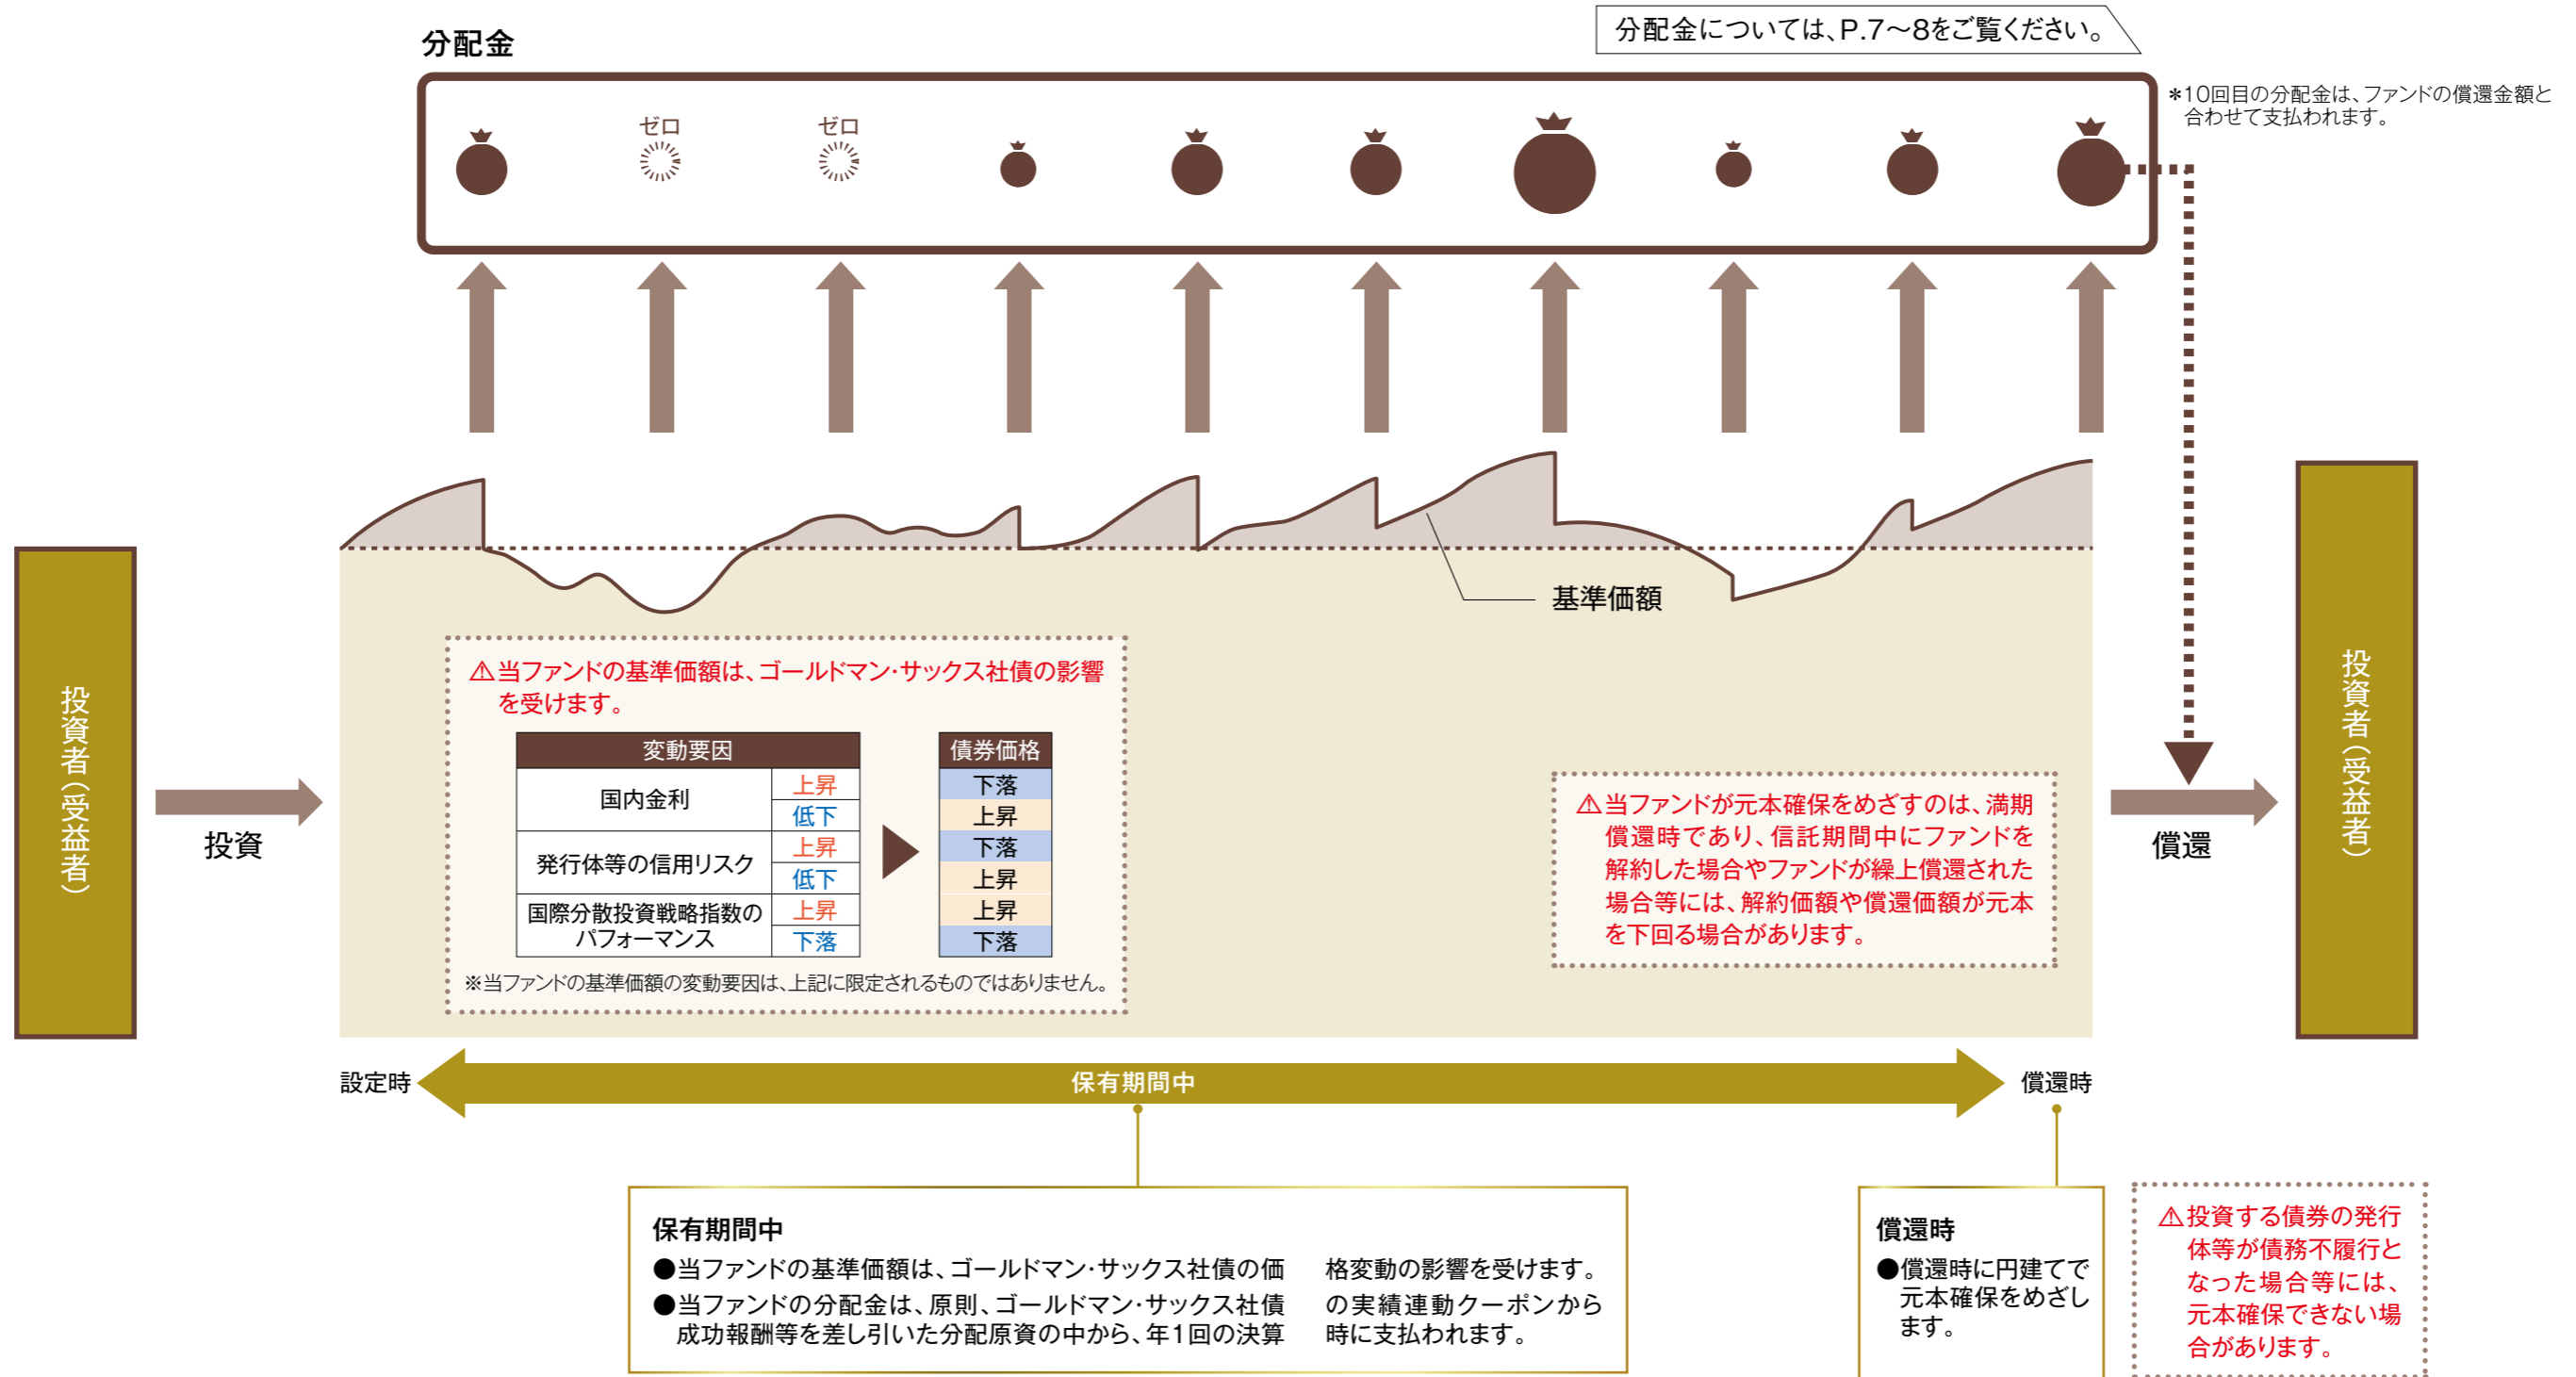 分配金
分配金については、P.7〜8をご覧ください。
*10回目の分配金は、ファンドの償還金額と
合わせて支払われます。
ゼロ
ゼロ
基準価額
投資者(受益者)
投資
⚠当ファンドの基準価額は、ゴールドマン・サックス社債の影響
を受けます。
変動要因
債券価格
国内金利
上昇
下落
低下
上昇
発行体等の信用リスク
上昇
下落
低下
上昇
国際分散投資戦略指数の
パフォーマンス
上昇
上昇
下落
下落
※当ファンドの基準価額の変動要因は、上記に限定されるものではありません。
⚠当ファンドが元本確保をめざすのは、満期
償還時であり、信託期間中にファンドを
解約した場合やファンドが繰上償還された
場合等には、解約価額や償還価額が元本
を下回る場合があります。
償還
投資者(受益者)
設定時
保有期間中
償還時
保有期間中
●当ファンドの基準価額は、ゴールドマン・サックス社債の価 格変動の影響を受けます。
●当ファンドの分配金は、原則、ゴールドマン・サックス社債 の実績連動クーポンから
成功報酬等を差し引いた分配原資の中から、年1回の決算 時に支払われます。
償還時
●償還時に円建てで
元本確保をめざし
ます。
⚠投資する債券の発行
体等が債務不履行と
なった場合等には、
元本確保できない場
合があります。